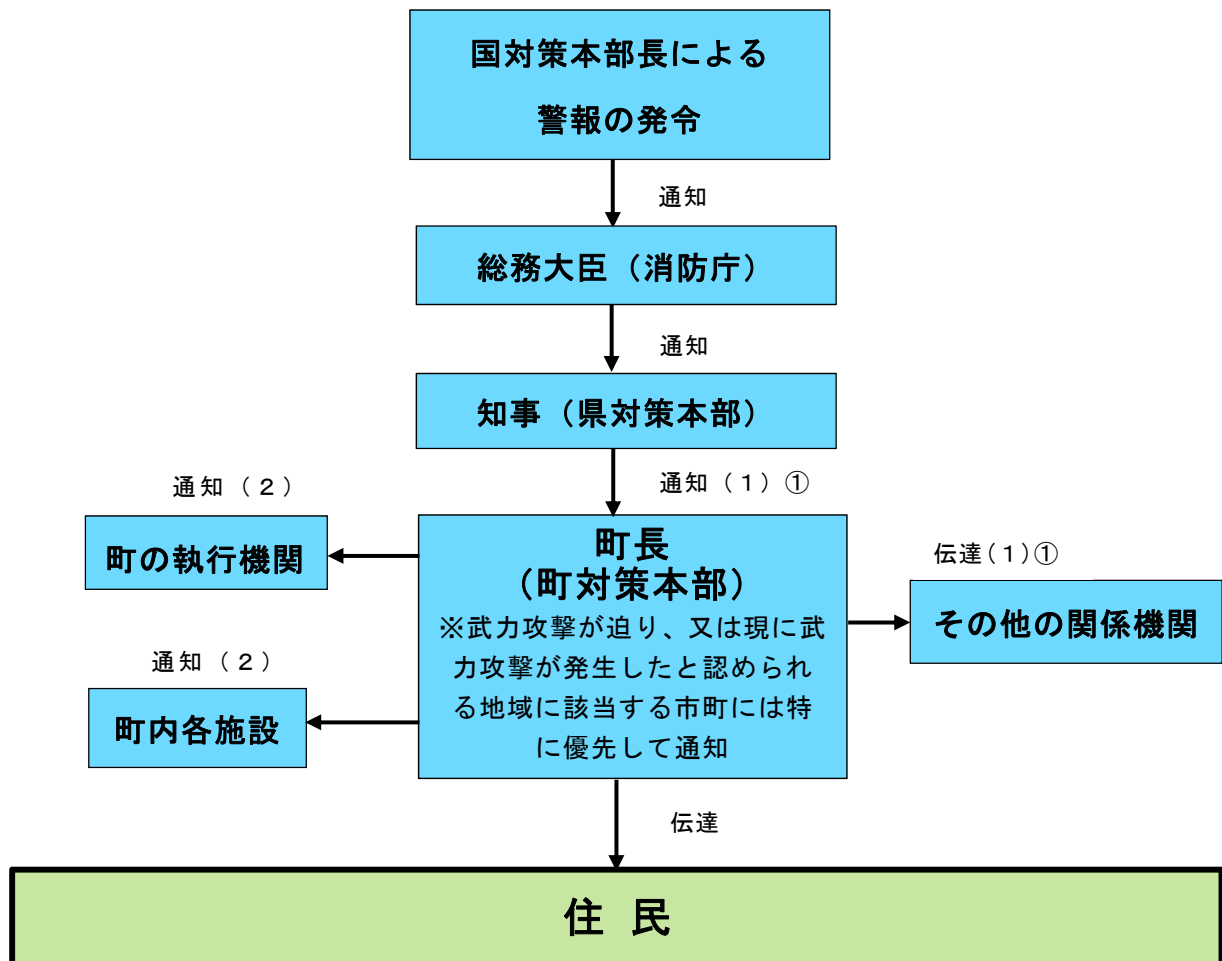 国対策本部長による
警報の発令
通知
総務大臣（消防庁）
通知
知事（県対策本部）
通知（１）①
通知（２）
町の執行機関
町長
（町対策本部）
※武力攻撃が迫り、又は現に武
力攻撃が発生したと認められ
る地域に該当する市町には特
に優先して通知
伝達(１)①
その他の関係機関
通知（２）
町内各施設
伝達
住 民